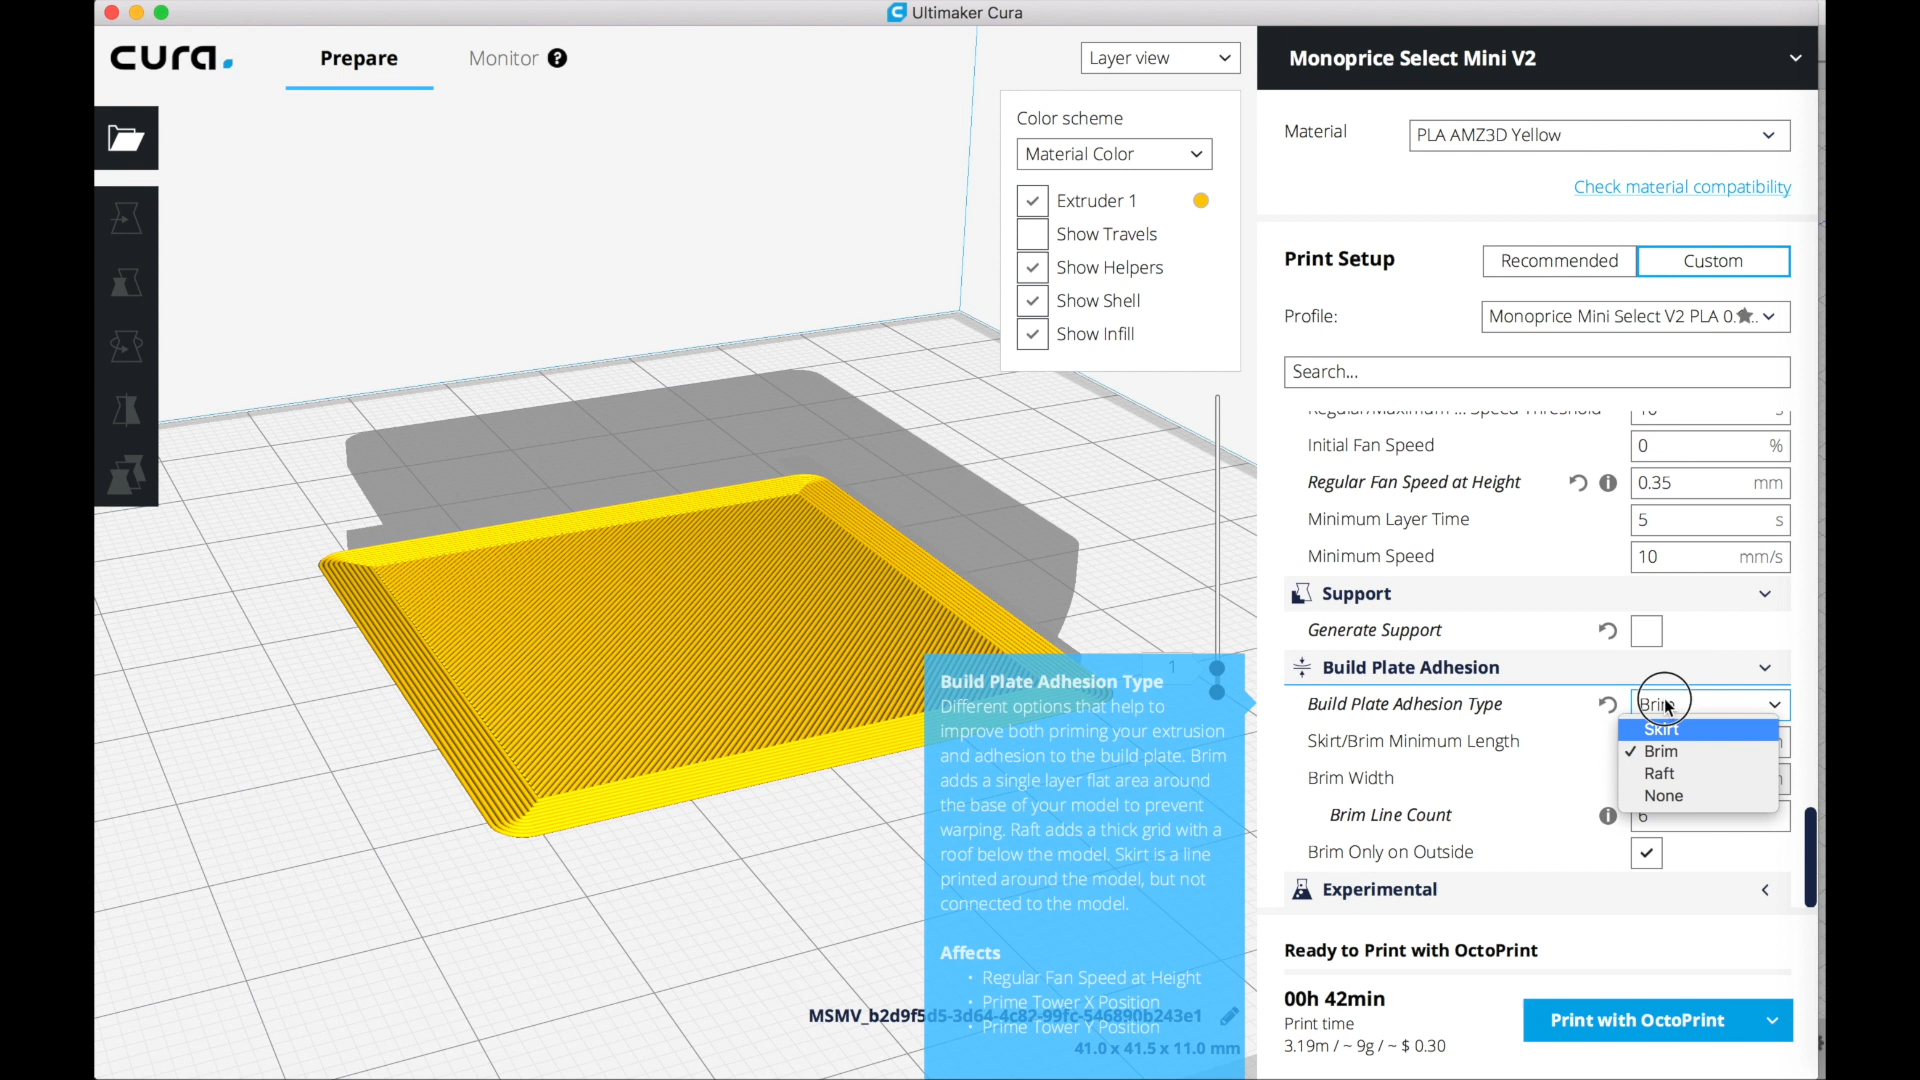 Ultimaker Cura
cura.
Prepare
Monitor ?
Layer view
Color scheme
Material Color
Extruder 1
Show Travels
Show Helpers
Show Shell
Show Infill
1
Build Plate Adhesion Type
Different options that help to
improve both priming your extrusion
and adhesion to the build plate. Brim
adds a single layer flat area around
the base of your model to prevent
warping. Raft adds a thick grid with a
roof below the model. Skirt is a line
printed around the model, but not
connected to the model.
Affects
• Regular Fan Speed at Height
• Prime Tower X Position
• Prime Tower Y Position
MSMV_b2d9f5d5-3d64-4c82-99fc-546890b243e1
41.0 x 41.5 x 11.0 mm
Monoprice Select Mini V2
Material
PLA AMZ3D Yellow
Check material compatibility
Print Setup
Recommended
Custom
Profile:
Monoprice Mini Select V2 PLA 0...
Search...
Regular/Maximum ... Speed Threshold 10 s
Initial Fan Speed 0 %
Regular Fan Speed at Height 0.35 mm
Minimum Layer Time 5 s
Minimum Speed 10 mm/s
Support
Generate Support
Build Plate Adhesion
Build Plate Adhesion Type Brim
Skirt
Brim
Raft
None
Skirt/Brim Minimum Length
Brim Width
Brim Line Count 6
Brim Only on Outside
Experimental
Ready to Print with OctoPrint
00h 42min
Print time
3.19m / ~ 9g / ~ $ 0.30
Print with OctoPrint